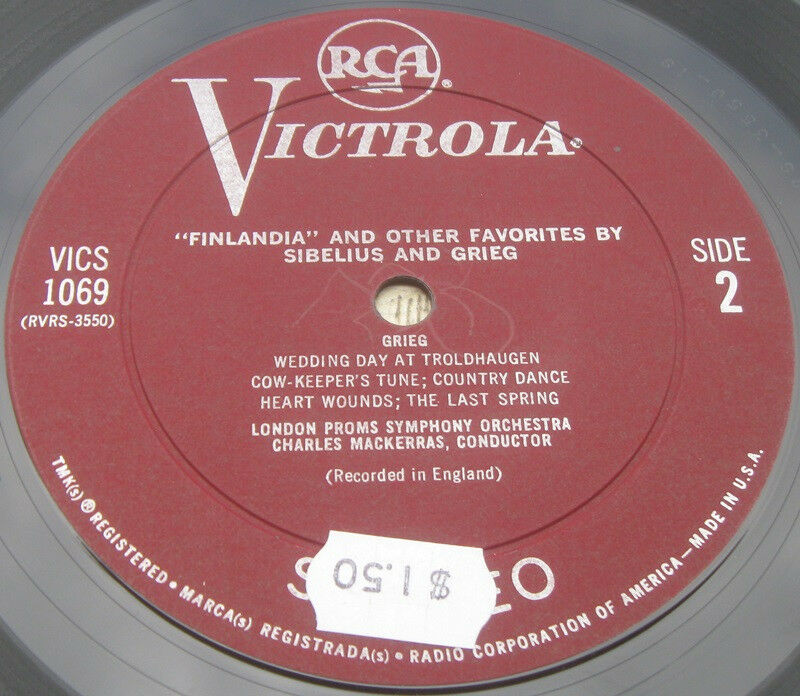 RCA®
VICTROLA®
"FINLANDIA" AND OTHER FAVORITES BY
SIBELIUS AND GRIEG
VICS
1069
(RVRS-3550)
SIDE
2
GRIEG
WEDDING DAY AT TROLDHAUGEN
COW-KEEPER'S TUNE; COUNTRY DANCE
HEART WOUNDS; THE LAST SPRING
LONDON PROMS SYMPHONY ORCHESTRA
CHARLES MACKERRAS, CONDUCTOR
(Recorded in England)
$1.50
TMK(s) ® REGISTERED • MARCA(s) REGISTRADA(s) • RADIO CORPORATION OF AMERICA—MADE IN U.S.A.